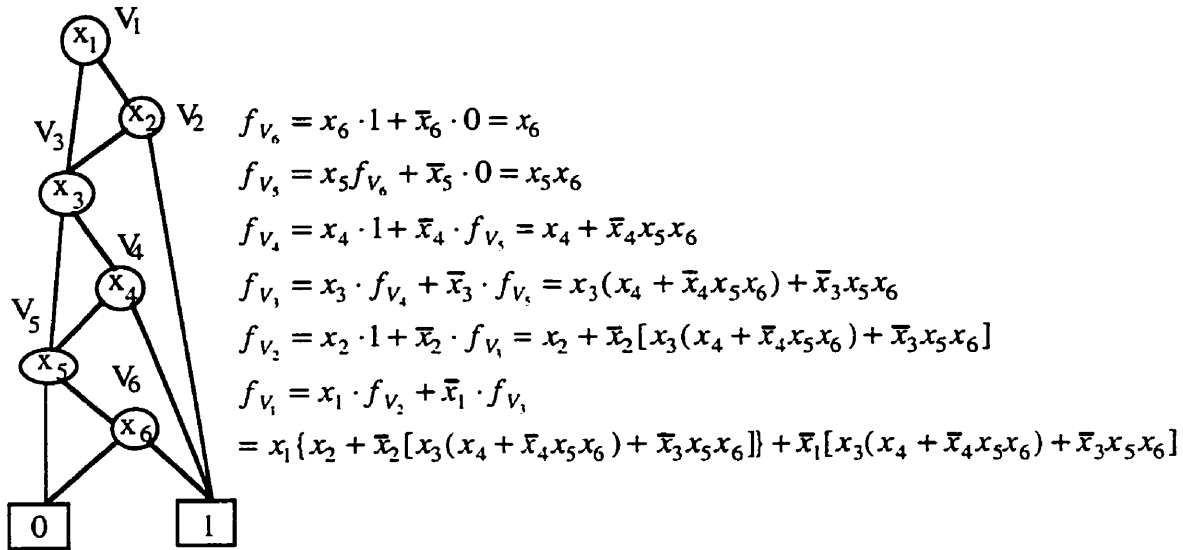 x₁ V₁
x₂ V₂
V₃
x₃
V₄
x₄
V₅
x₅
V₆
x₆
0 1
f_{V₆} = x₆ · 1 + x̄₆ · 0 = x₆
f_{V₅} = x₅f_{V₆} + x̄₅ · 0 = x₅x₆
f_{V₄} = x₄ · 1 + x̄₄ · f_{V₅} = x₄ + x̄₄x₅x₆
f_{V₃} = x₃ · f_{V₄} + x̄₃ · f_{V₅} = x₃(x₄ + x̄₄x₅x₆) + x̄₃x₅x₆
f_{V₂} = x₂ · 1 + x̄₂ · f_{V₃} = x₂ + x̄₂[x₃(x₄ + x̄₄x₅x₆) + x̄₃x₅x₆]
f_{V₁} = x₁ · f_{V₂} + x̄₁ · f_{V₃}
= x₁{x₂ + x̄₂[x₃(x₄ + x̄₄x₅x₆) + x̄₃x₅x₆]} + x̄₁[x₃(x₄ + x̄₄x₅x₆) + x̄₃x₅x₆]